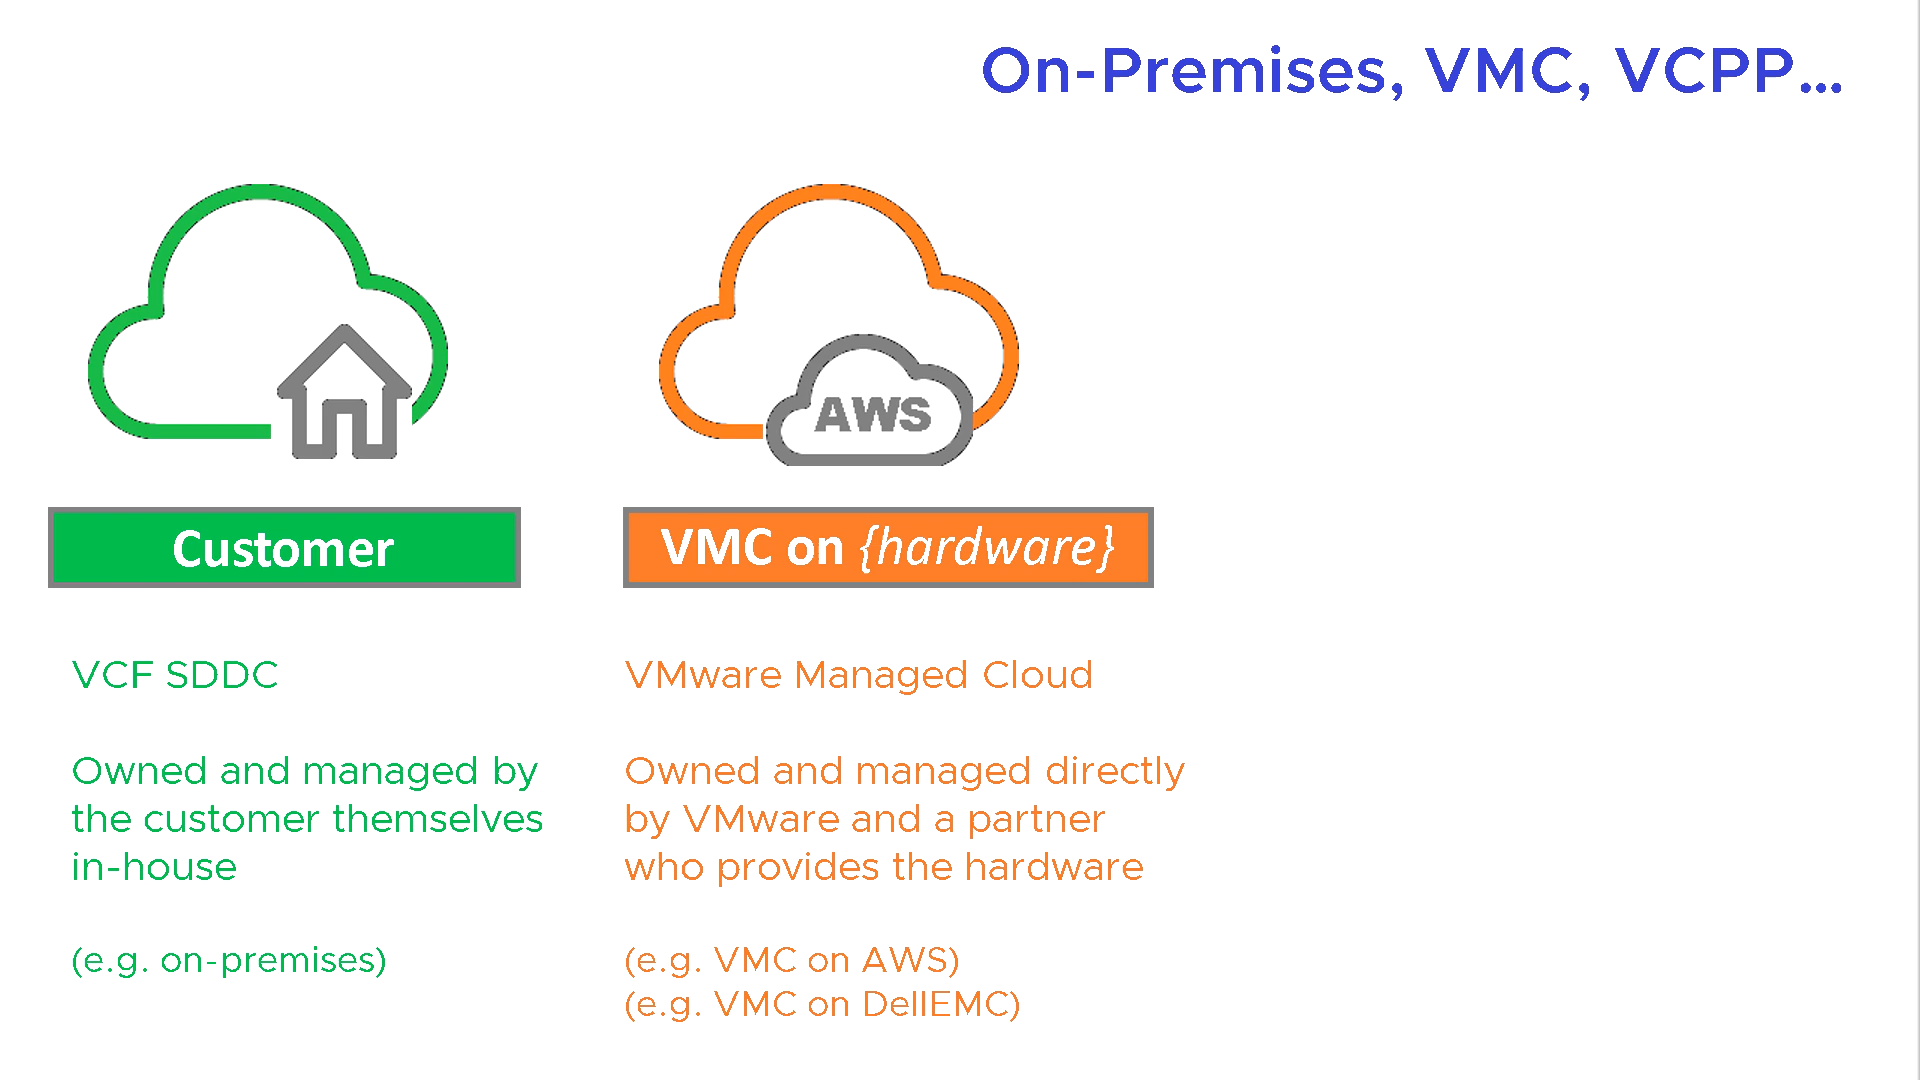 On-Premises, VMC, VCPP...
AWS
Customer
VMC on {hardware}
VCF SDDC
Owned and managed by
the customer themselves
in-house
(e.g. on-premises)
VMware Managed Cloud
Owned and managed directly
by VMware and a partner
who provides the hardware
(e.g. VMC on AWS)
(e.g. VMC on DellEMC)